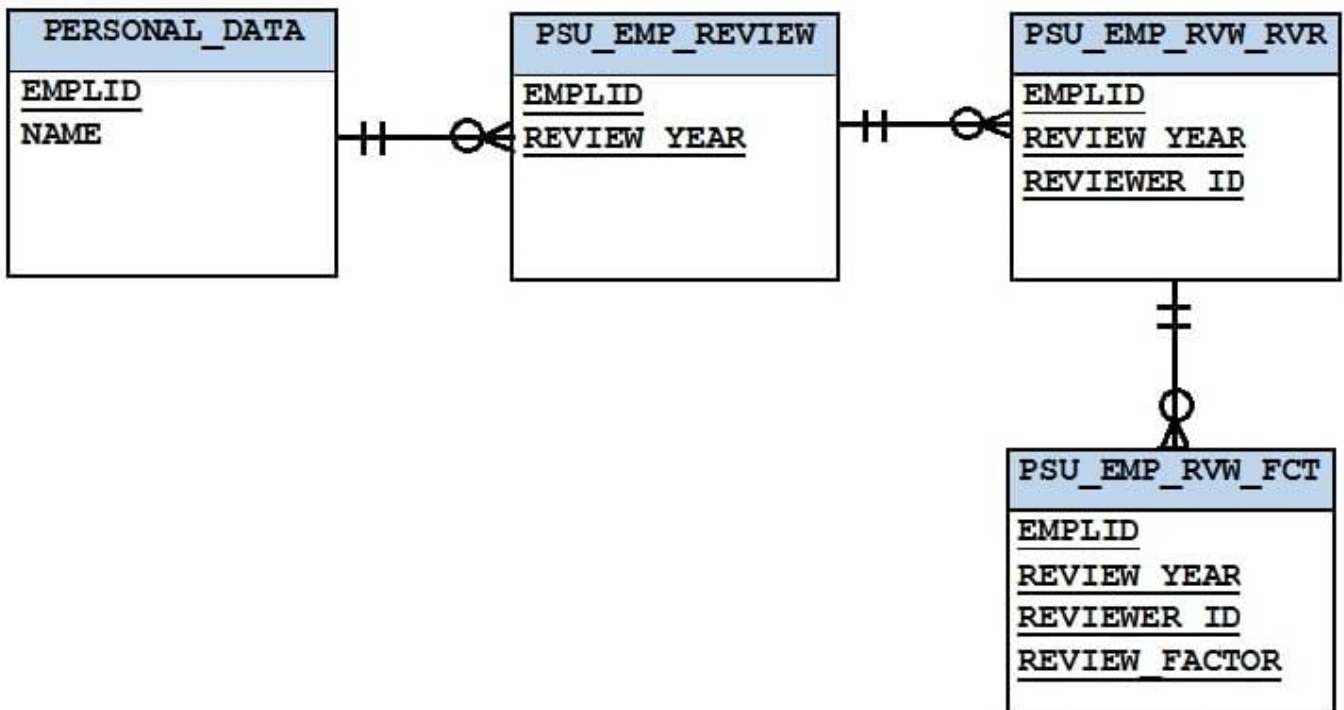 PERSONAL_DATA
EMPLID
NAME
PSU_EMP_REVIEW
EMPLID
REVIEW_YEAR
PSU_EMP_RVW_RVR
EMPLID
REVIEW_YEAR
REVIEWER_ID
PSU_EMP_RVW_FCT
EMPLID
REVIEW_YEAR
REVIEWER_ID
REVIEW_FACTOR